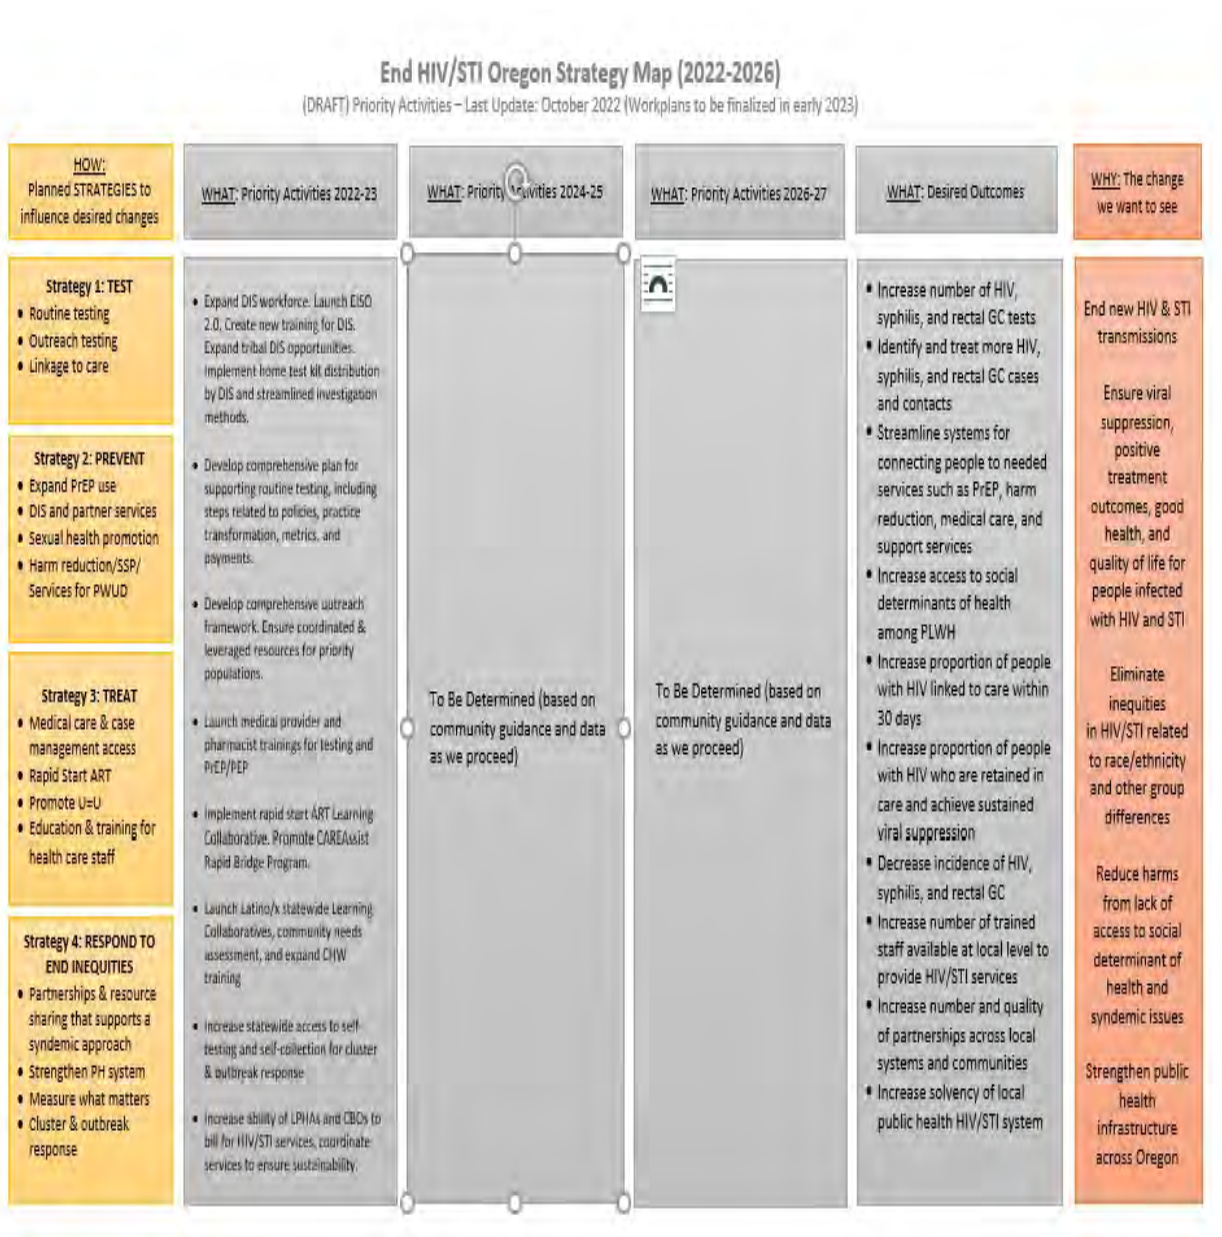 End HIV/STI Oregon Strategy Map (2022-2026)
(DRAFT) Priority Activities – Last Update: October 2022 (Workplans to be finalized in early 2023)
HOW:
Planned STRATEGIES to
influence desired changes
WHAT: Priority Activities 2022-23
WHAT: Priority Activities 2024-25
WHAT: Priority Activities 2026-27
WHAT: Desired Outcomes
WHY: The change
we want to see
Strategy 1: TEST
• Routine testing
• Outreach testing
• Linkage to care
Strategy 2: PREVENT
• Expand PrEP use
• DIS and partner services
• Sexual health promotion
• Harm reduction/SSP/
Services for PWUD
Strategy 3: TREAT
• Medical care & case
management access
• Rapid Start ART
• Promote U=U
• Education & training for
health care staff
Strategy 4: RESPOND TO
END INEQUITIES
• Partnerships & resource
sharing that supports a
syndemic approach
• Strengthen PH system
• Measure what matters
• Cluster & outbreak
response
• Expand DIS workforce. Launch EISO
2.0. Create new training for DIS.
Expand tribal DIS opportunities.
Implement home test kit distribution
by DIS and streamlined investigation
methods.
• Develop comprehensive plan for
supporting routine testing, including
steps related to policies, practice
transformation, metrics, and
payments.
• Develop comprehensive outreach
framework. Ensure coordinated &
leveraged resources for priority
populations.
• Launch medical provider and
pharmacist trainings for testing and
PrEP/PEP
• Implement rapid start ART Learning
Collaborative. Promote CAREAssist
Rapid Bridge Program.
• Launch Latino/x statewide Learning
Collaboratives, community needs
assessment, and expand CHW
training
• Increase statewide access to self-
testing and self-collection for cluster
& outbreak response
• Increase ability of LPHAs and CBOs to
bill for HIV/STI services, coordinate
services to ensure sustainability.
To Be Determined (based on
community guidance and data
as we proceed)
To Be Determined (based on
community guidance and data
as we proceed)
• Increase number of HIV,
syphilis, and rectal GC tests
• Identify and treat more HIV,
syphilis, and rectal GC cases
and contacts
• Streamline systems for
connecting people to needed
services such as PrEP, harm
reduction, medical care, and
support services
• Increase access to social
determinants of health
among PLWH
• Increase proportion of people
with HIV linked to care within
30 days
• Increase proportion of people
with HIV who are retained in
care and achieve sustained
viral suppression
• Decrease incidence of HIV,
syphilis, and rectal GC
• Increase number of trained
staff available at local level to
provide HIV/STI services
• Increase number and quality
of partnerships across local
systems and communities
• Increase solvency of local
public health HIV/STI system
End new HIV & STI
transmissions
Ensure viral
suppression,
positive
treatment
outcomes, good
health, and
quality of life for
people infected
with HIV and STI
Eliminate
inequities
in HIV/STI related
to race/ethnicity
and other group
differences
Reduce harms
from lack of
access to social
determinant of
health and
syndemic issues
Strengthen public
health
infrastructure
across Oregon